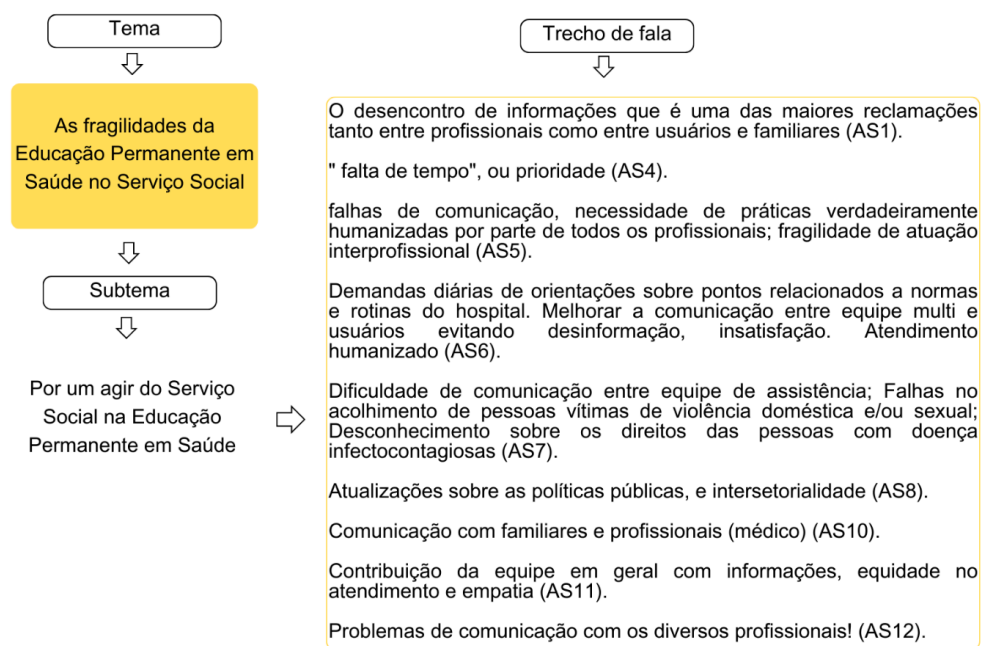 Tema
As fragilidades da
Educação Permanente em
Saúde no Serviço Social
Subtema
Por um agir do Serviço
Social na Educação
Permanente em Saúde
Trecho de fala
O desencontro de informações que é uma das maiores reclamações
tanto entre profissionais como entre usuários e familiares (AS1).
" falta de tempo", ou prioridade (AS4).
falhas de comunicação, necessidade de práticas verdadeiramente
humanizadas por parte de todos os profissionais; fragilidade de atuação
interprofissional (AS5).
Demandas diárias de orientações sobre pontos relacionados a normas
e rotinas do hospital. Melhorar a comunicação entre equipe multi e
usuários evitando desinformação, insatisfação. Atendimento
humanizado (AS6).
Dificuldade de comunicação entre equipe de assistência; Falhas no
acolhimento de pessoas vítimas de violência doméstica e/ou sexual;
Desconhecimento sobre os direitos das pessoas com doença
infectocontagiosas (AS7).
Atualizações sobre as políticas públicas, e intersetorialidade (AS8).
Comunicação com familiares e profissionais (médico) (AS10).
Contribuição da equipe em geral com informações, equidade no
atendimento e empatia (AS11).
Problemas de comunicação com os diversos profissionais! (AS12).